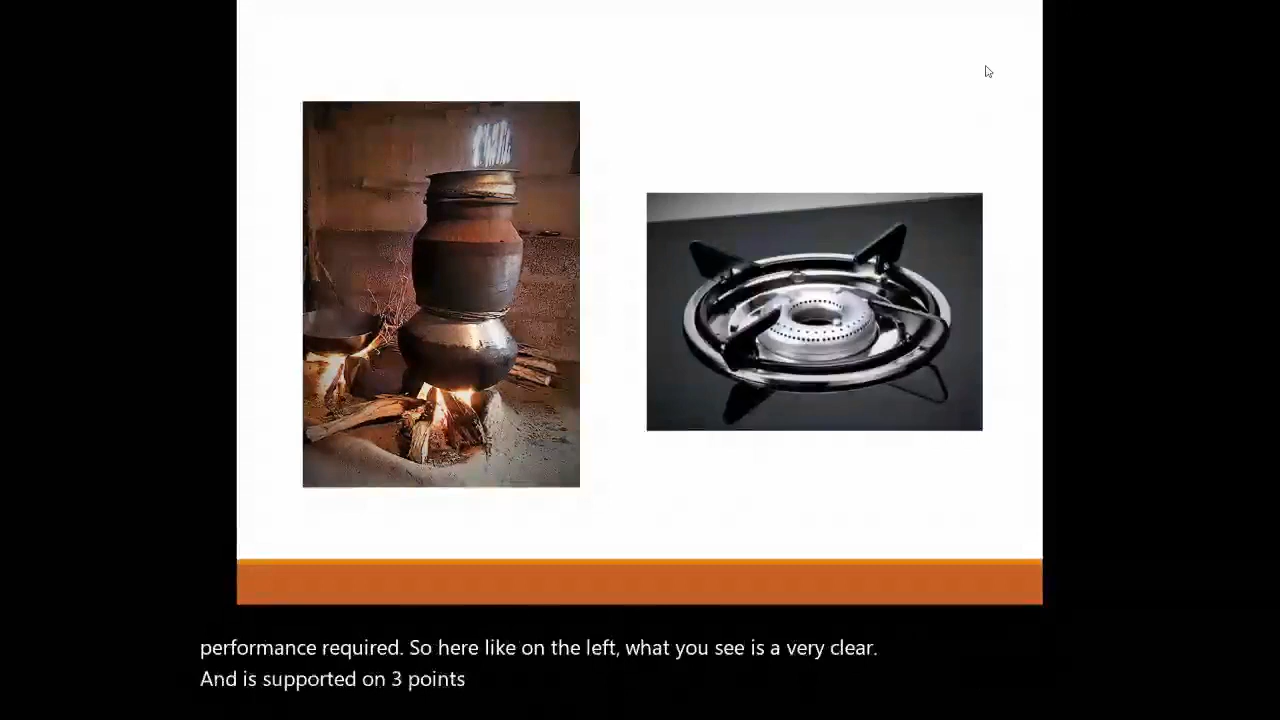 performance required. So here like on the left, what you see is a very clear.
And is supported on 3 points